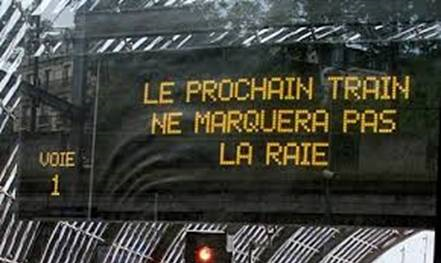 LE PROCHAIN TRAIN
NE MARQUERA PAS
LA RAIE
VOIE
1